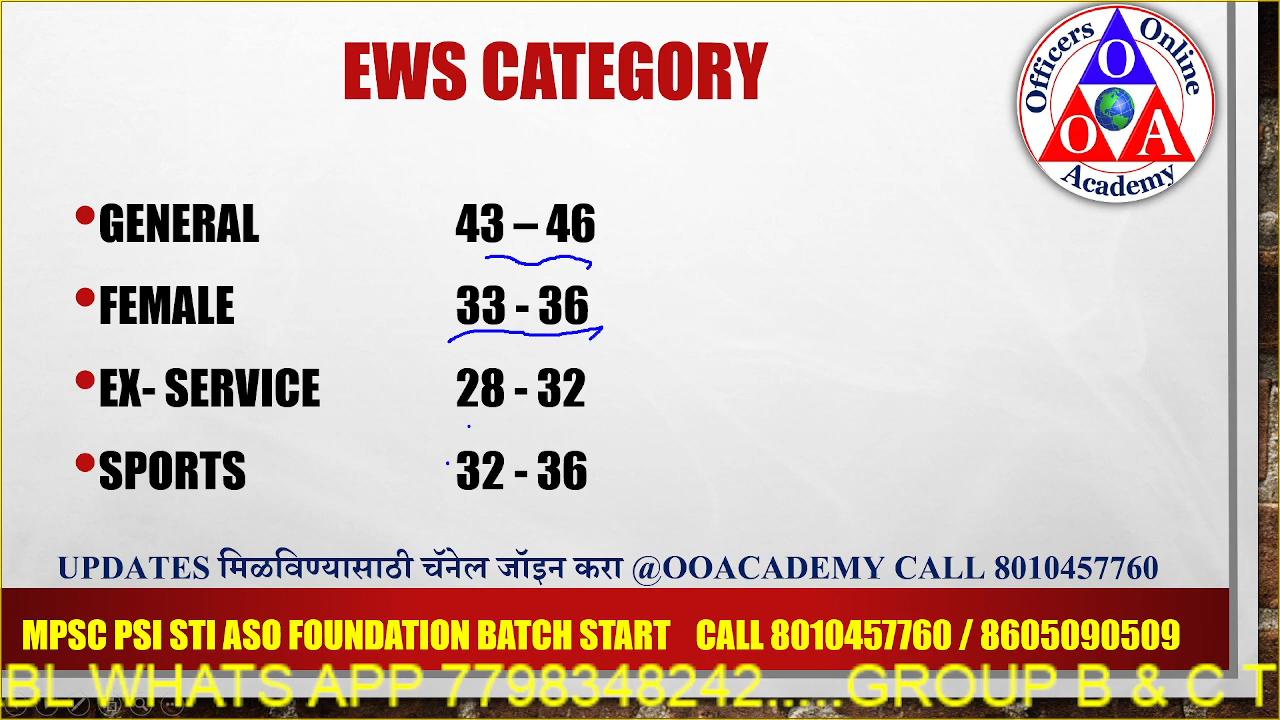 EWS CATEGORY
Officers Online Academy
O
O A
•GENERAL 43 – 46
•FEMALE 33 - 36
•EX- SERVICE 28 - 32
•SPORTS 32 - 36
UPDATES मिळविण्यासाठी चॅनेल जॉइन करा @OOACADEMY CALL 8010457760
MPSC PSI STI ASO FOUNDATION BATCH START CALL 8010457760 / 8605090509
BL WHATS APP 7798348242.... GROUP B & C T